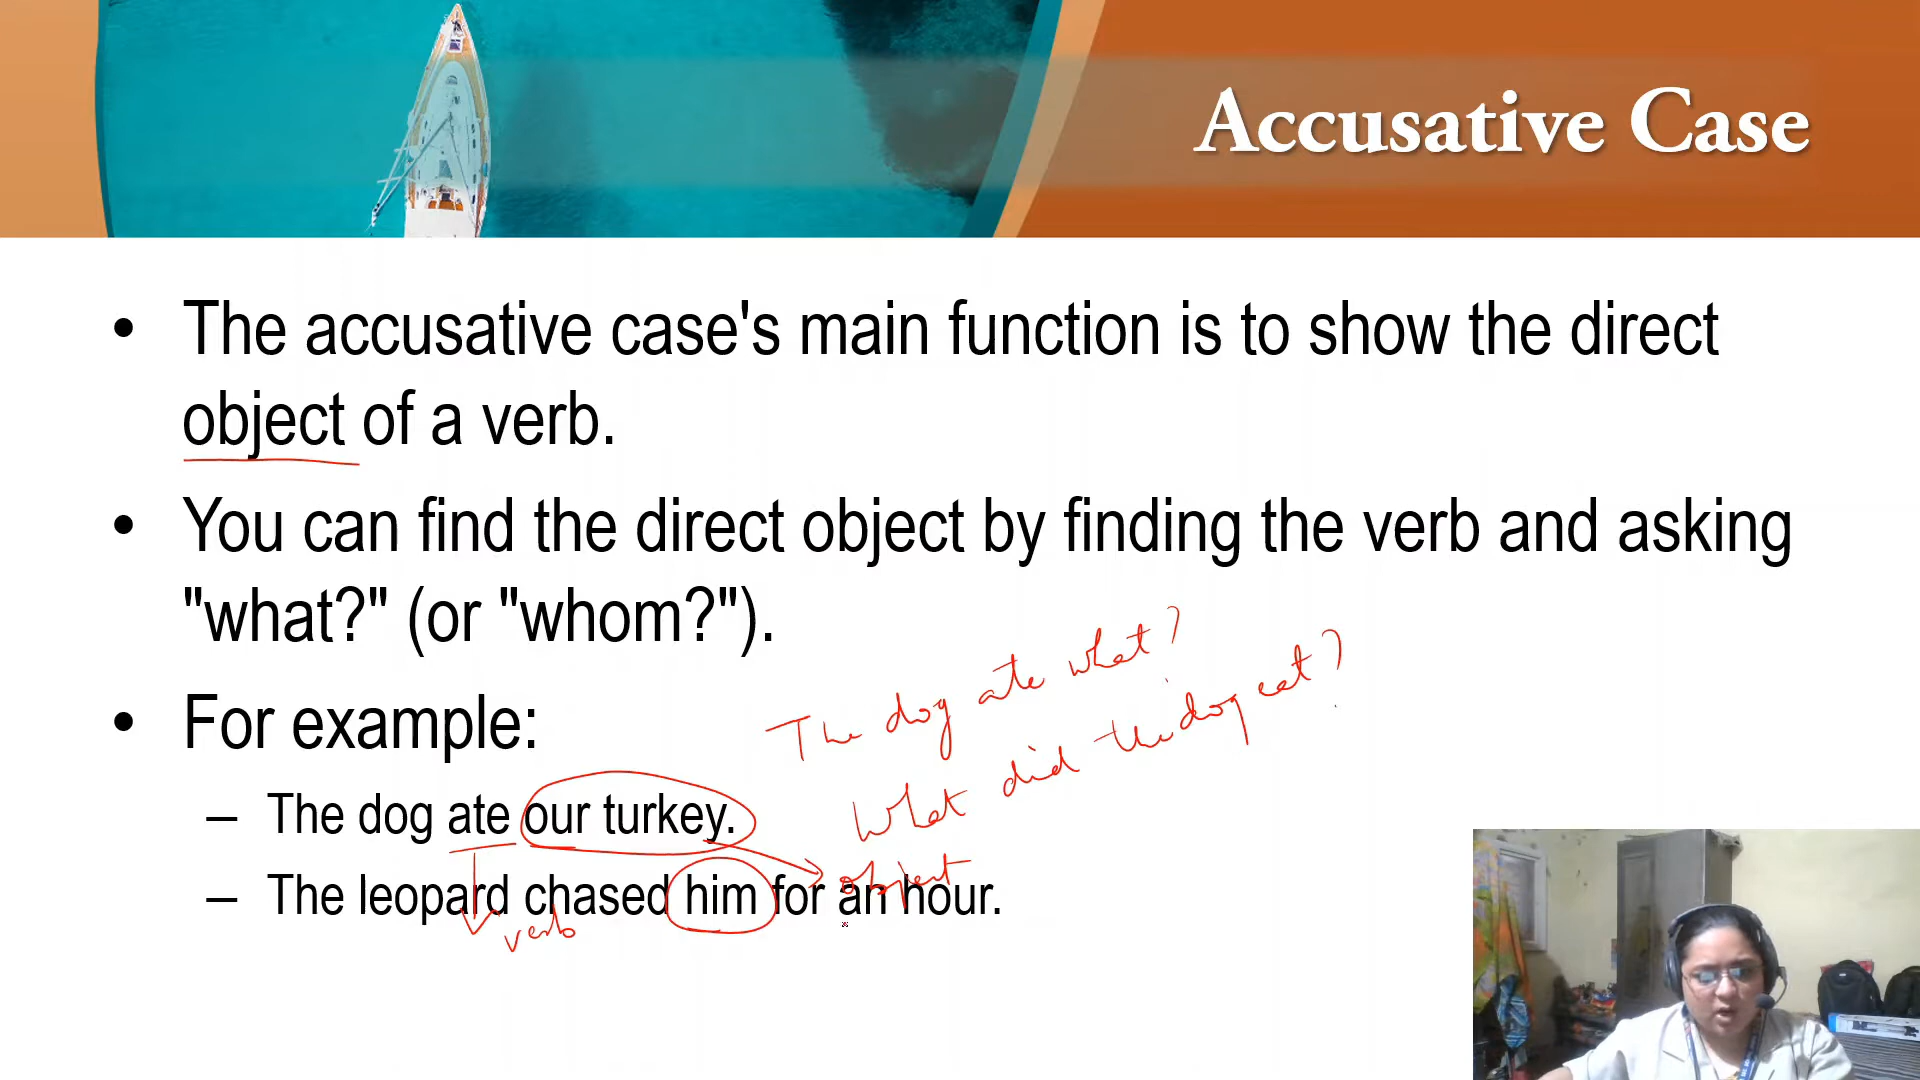 Accusative Case
• The accusative case's main function is to show the direct
object of a verb.
• You can find the direct object by finding the verb and asking
"what?" (or "whom?").
The dog ate what?
• For example:
What did the dog eat?
– The dog ate our turkey.
object
– The leopard chased him for an hour.
verb